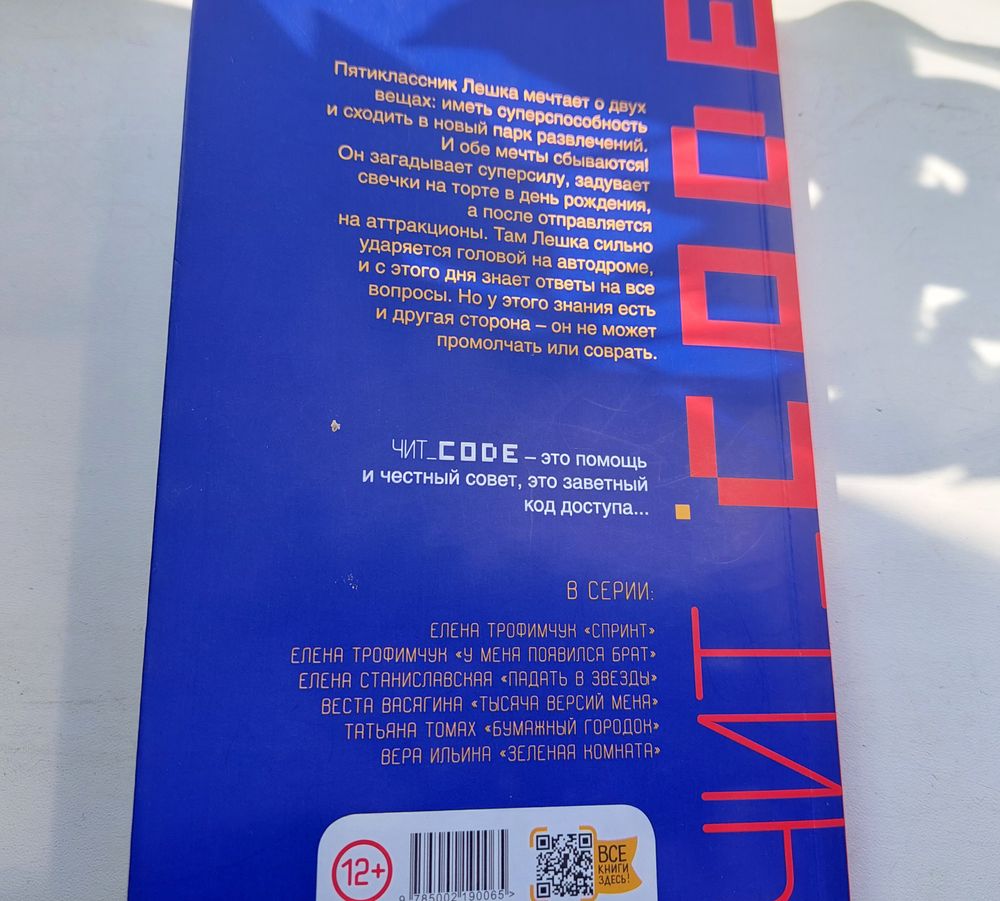 Пятиклассник Лешка мечтает о двух
вещах: иметь суперспособность
и сходить в новый парк развлечений.
И обе мечты сбываются!
Он загадывает суперсилу, задувает
свечки на торте в день рождения,
а после отправляется
на аттракционы. Там Лешка сильно
ударяется головой на автодроме,
и с этого дня знает ответы на все
вопросы. Но у этого знания есть
и другая сторона – он не может
промолчать или соврать.
ЧИТ_CODE – это помощь
и честный совет, это заветный
код доступа...
В СЕРИИ:
ЕЛЕНА ТРОФИМЧУК «СПРИНТ»
ЕЛЕНА ТРОФИМЧУК «У МЕНЯ ПОЯВИЛСЯ БРАТ»
ЕЛЕНА СТАНИСЛАВСКАЯ «ПАДАТЬ В ЗВЕЗДЫ»
ВЕСТА ВАСЯГИНА «ТЫСЯЧА ВЕРСИЙ МЕНЯ»
ТАТЬЯНА ТОМАХ «БУМАЖНЫЙ ГОРОДОК»
ВЕРА ИЛЬИНА «ЗЕЛЕНАЯ КОМНАТА»
12+
9 785002 190065>
ВСЕ
КНИГИ
ЗДЕСЬ!
ЧИТ_CODE